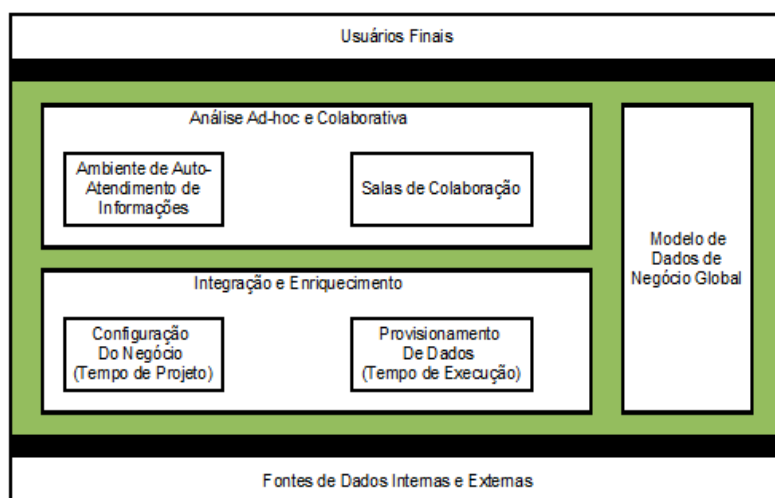 Usuários Finais
Análise Ad-hoc e Colaborativa
Ambiente de Auto-
Atendimento de
Informações
Salas de Colaboração
Modelo de
Dados de
Negócio Global
Integração e Enriquecimento
Configuração
Do Negócio
(Tempo de Projeto)
Provisionamento
De Dados
(Tempo de Execução)
Fontes de Dados Internas e Externas